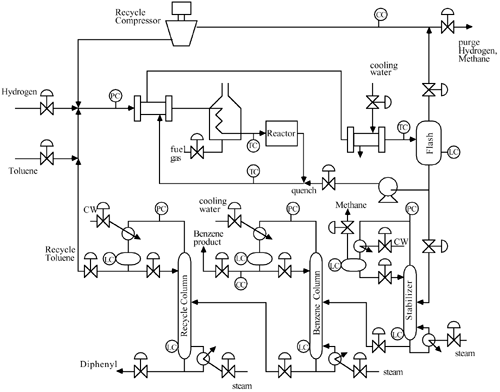 Recycle
Compressor
CC
purge
Hydrogen,
Methane
cooling
water
Hydrogen
PC
Reactor
TC
TC
Flash
LC
fuel
gas
TC
quench
Toluene
CW
PC
cooling
water
PC
Methane
PC
Benzene
product
CW
Recycle
Toluene
LC
LC
CC
LC
Recycle Column
Benzene Column
Stabilizer
LC
LC
LC
steam
Diphenyl
steam
steam